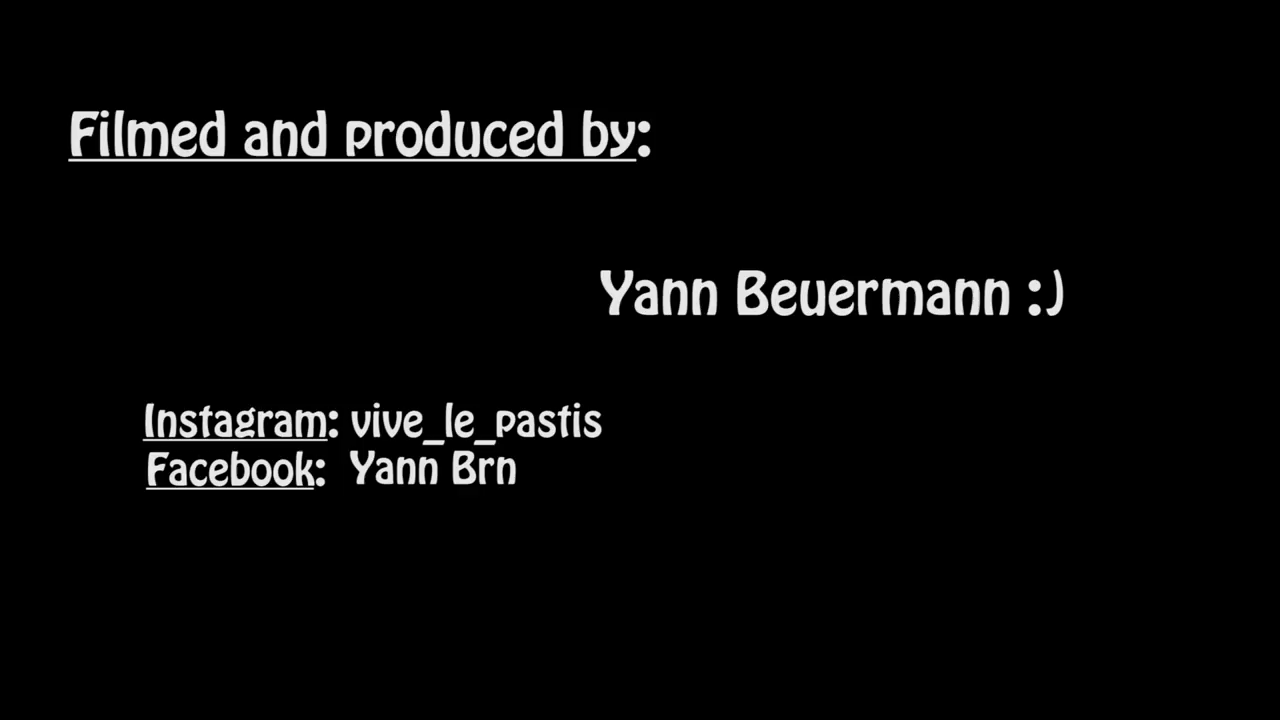 Filmed and produced by:
Yann Beuermann :)
Instagram: vive_le_pastis
Facebook: Yann Brn